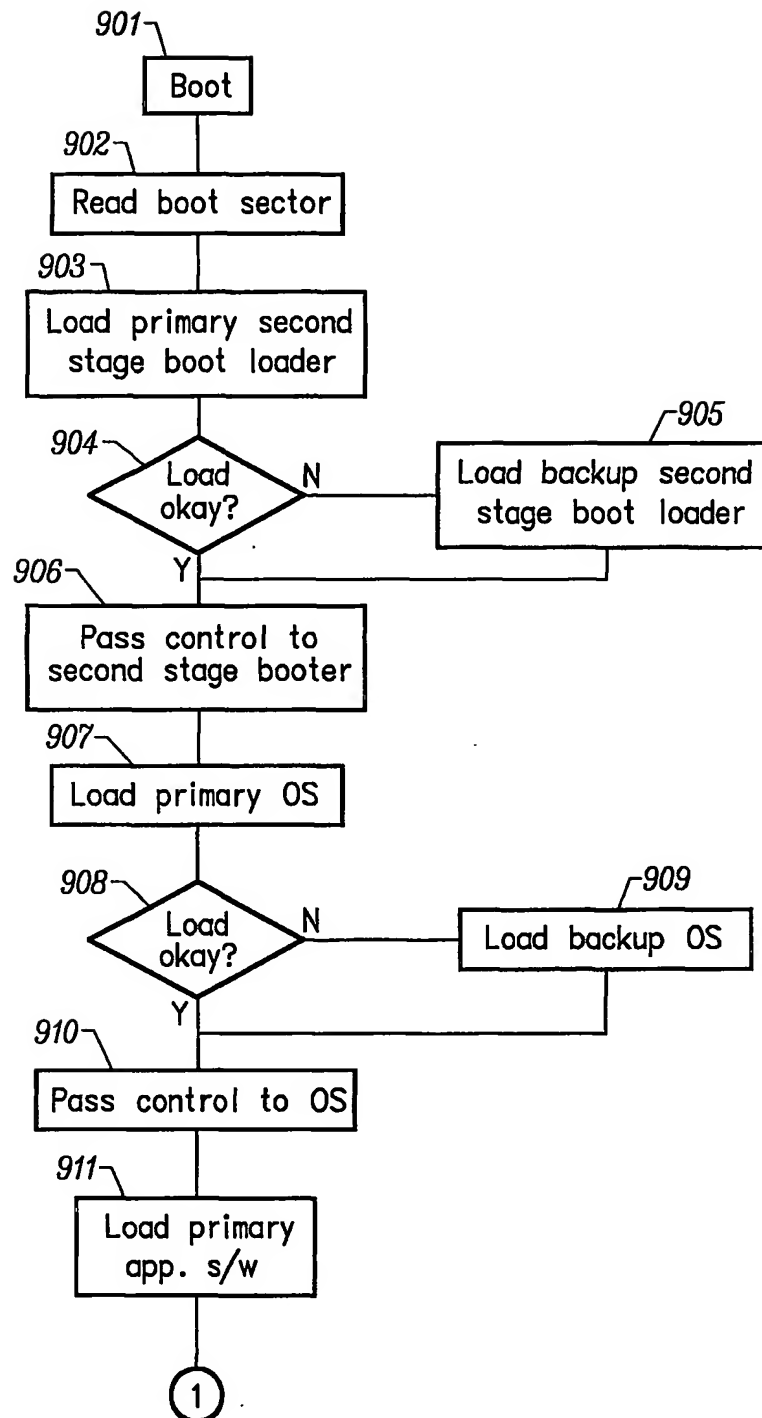 901
Boot
902
Read boot sector
903
Load primary second
stage boot loader
904
Load
okay?
N
Y
905
Load backup second
stage boot loader
906
Pass control to
second stage booter
907
Load primary OS
908
Load
okay?
N
Y
909
Load backup OS
910
Pass control to OS
911
Load primary
app. s/w
1